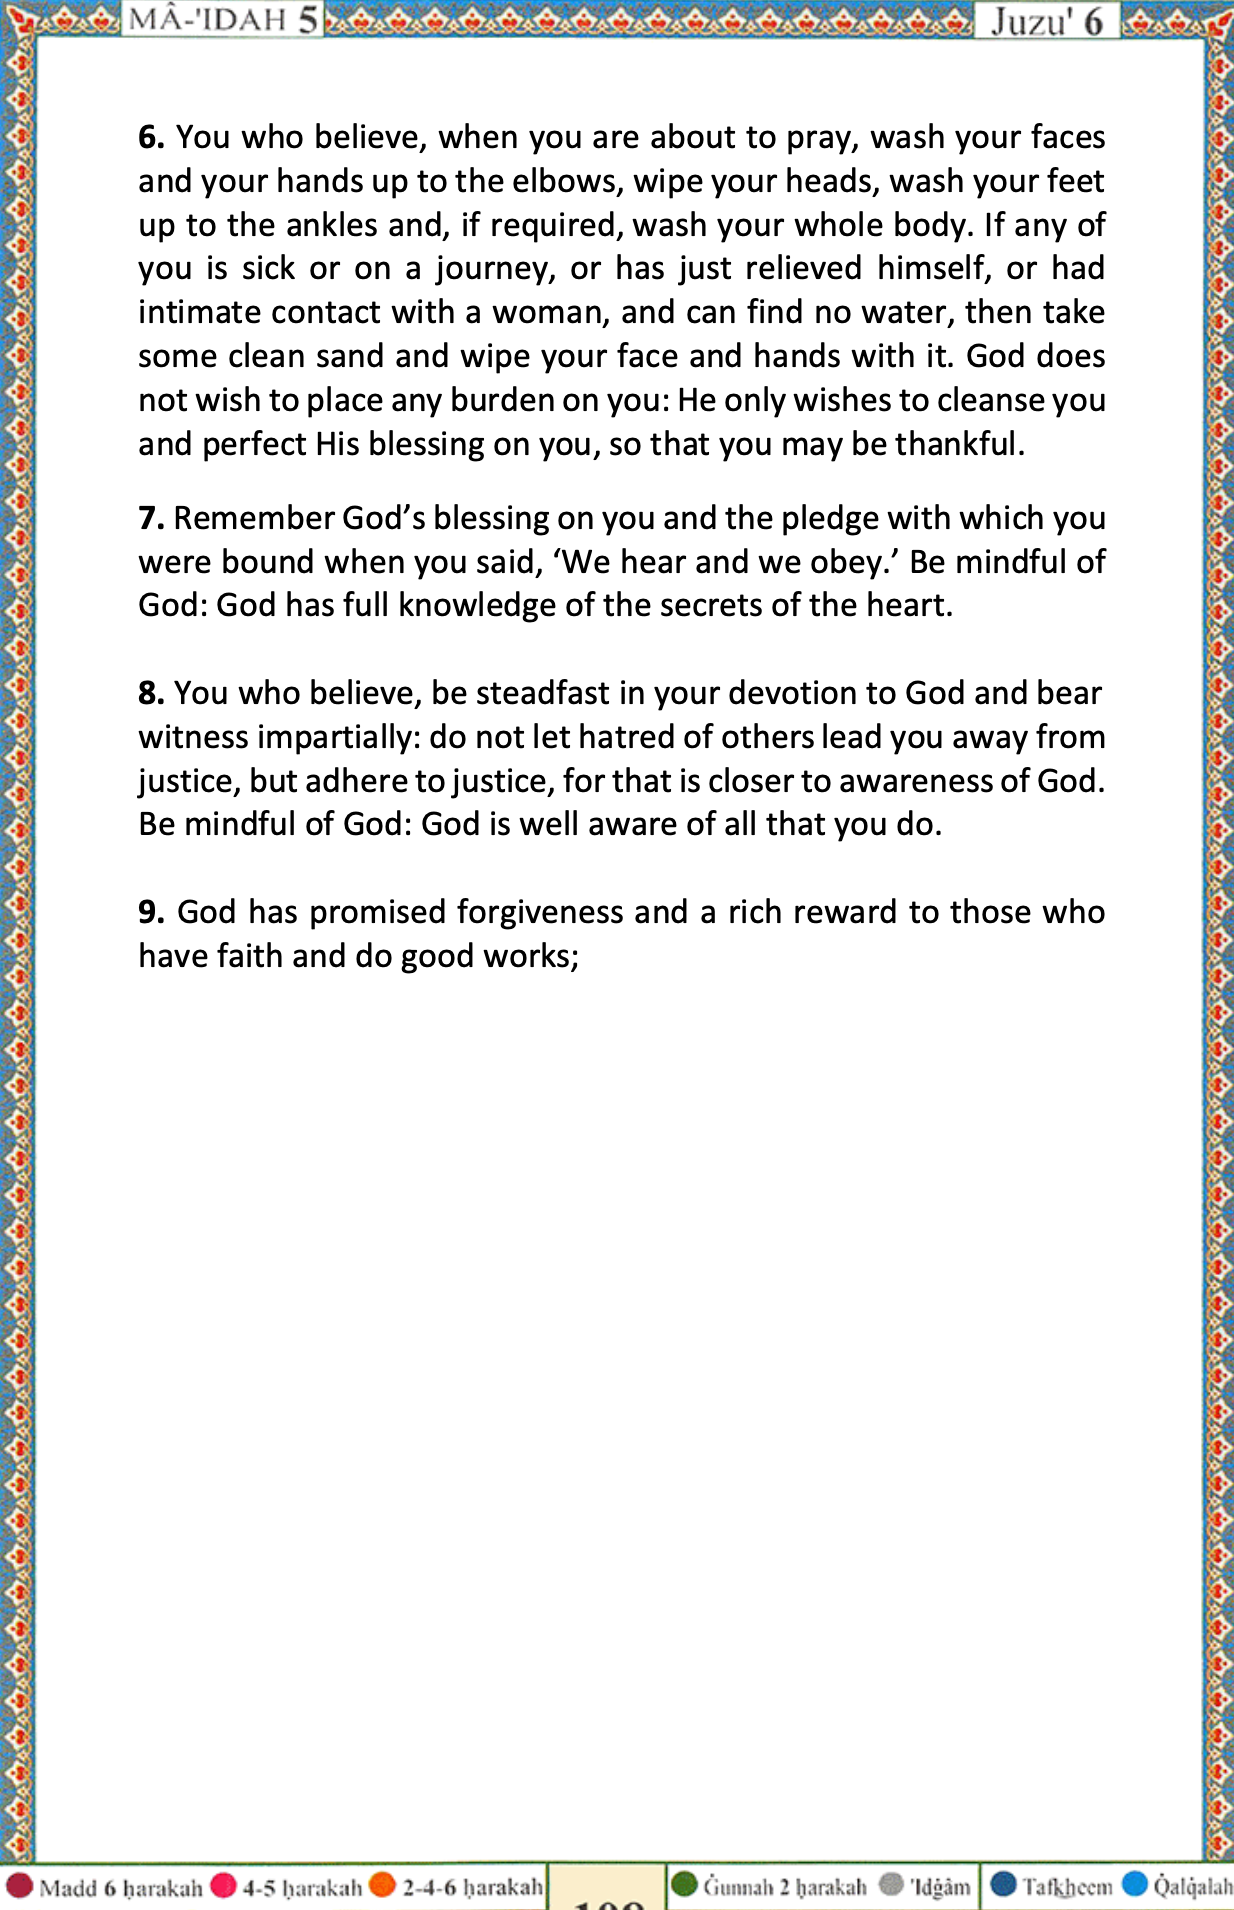 MÂ-'IDAH 5
Juzu' 6
6. You who believe, when you are about to pray, wash your faces
and your hands up to the elbows, wipe your heads, wash your feet
up to the ankles and, if required, wash your whole body. If any of
you is sick or on a journey, or has just relieved himself, or had
intimate contact with a woman, and can find no water, then take
some clean sand and wipe your face and hands with it. God does
not wish to place any burden on you: He only wishes to cleanse you
and perfect His blessing on you, so that you may be thankful.
7. Remember God’s blessing on you and the pledge with which you
were bound when you said, ‘We hear and we obey.’ Be mindful of
God: God has full knowledge of the secrets of the heart.
8. You who believe, be steadfast in your devotion to God and bear
witness impartially: do not let hatred of others lead you away from
justice, but adhere to justice, for that is closer to awareness of God.
Be mindful of God: God is well aware of all that you do.
9. God has promised forgiveness and a rich reward to those who
have faith and do good works;
Madd 6 ḥarakah 4-5 ḥarakah 2-4-6 ḥarakah
Ġunnah 2 ḥarakah 'Idġâm
Tafk͟heem Q̇alq̇alah